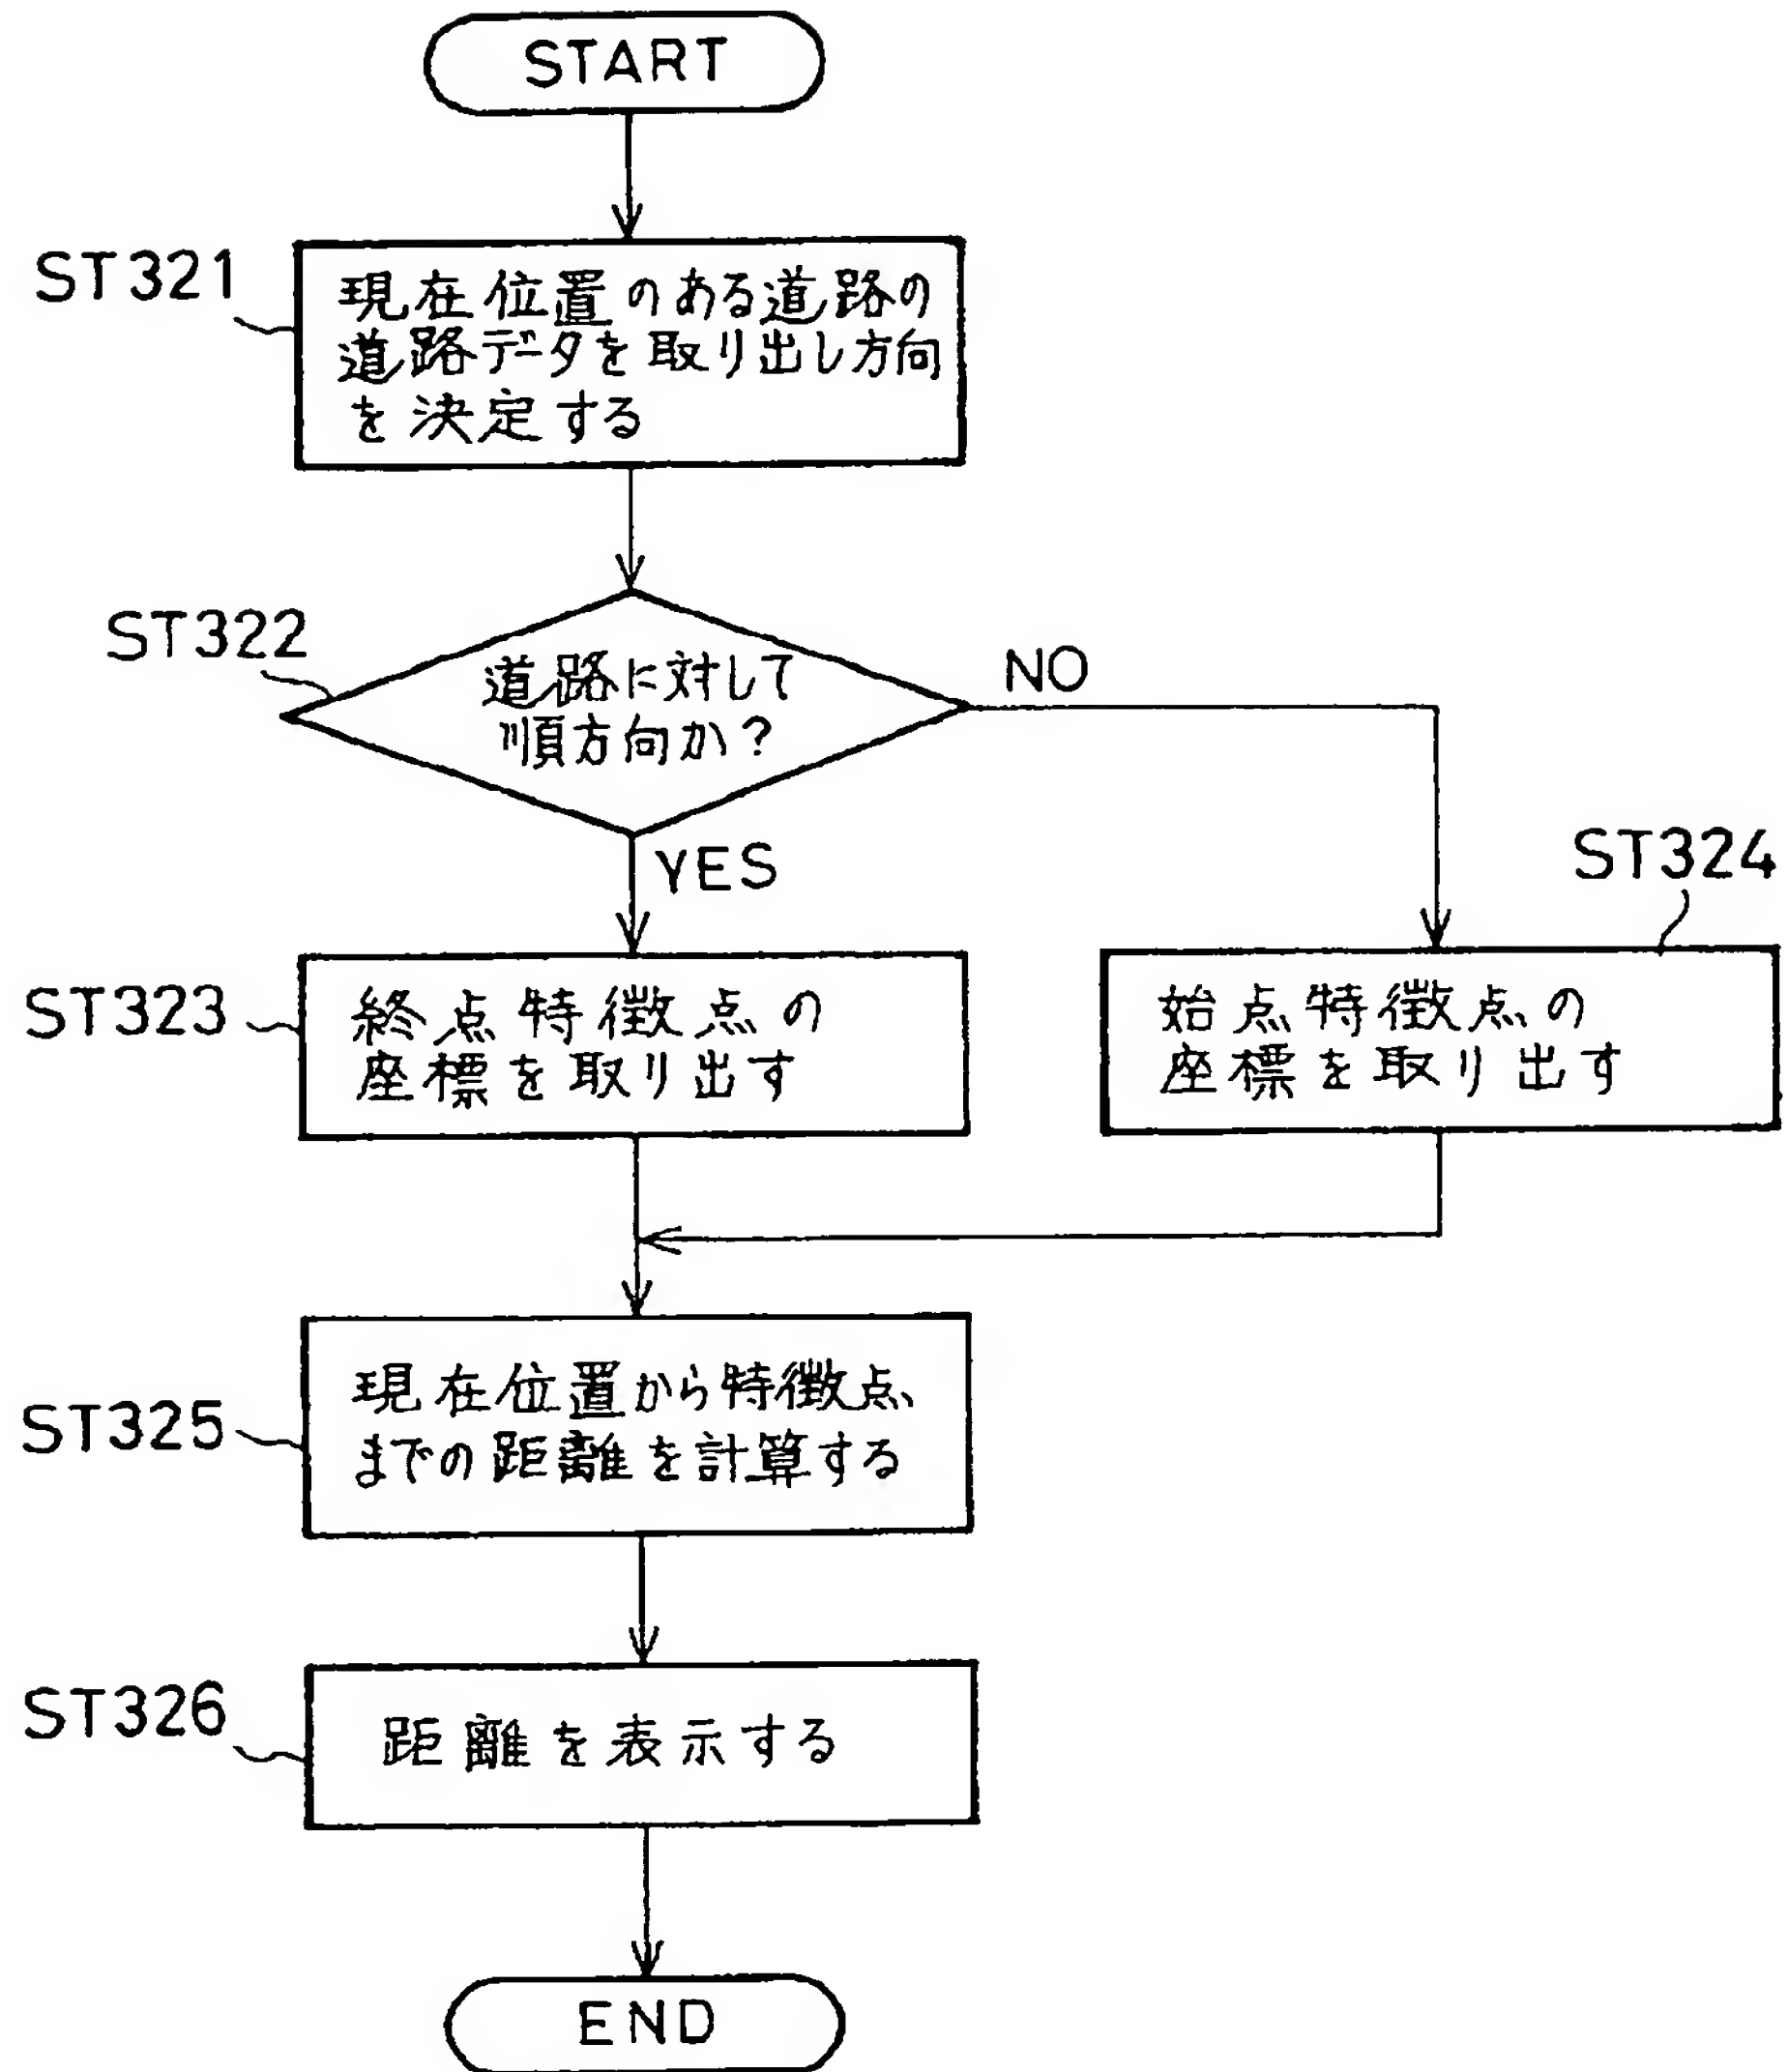 START
ST321
現在位置のある道路の
道路データを取り出し方向
を決定する
ST322
道路に対して
順方向か?
NO
YES
ST323
終点特徴点の
座標を取り出す
ST324
始点特徴点の
座標を取り出す
ST325
現在位置から特徴点
までの距離を計算する
ST326
距離を表示する
END